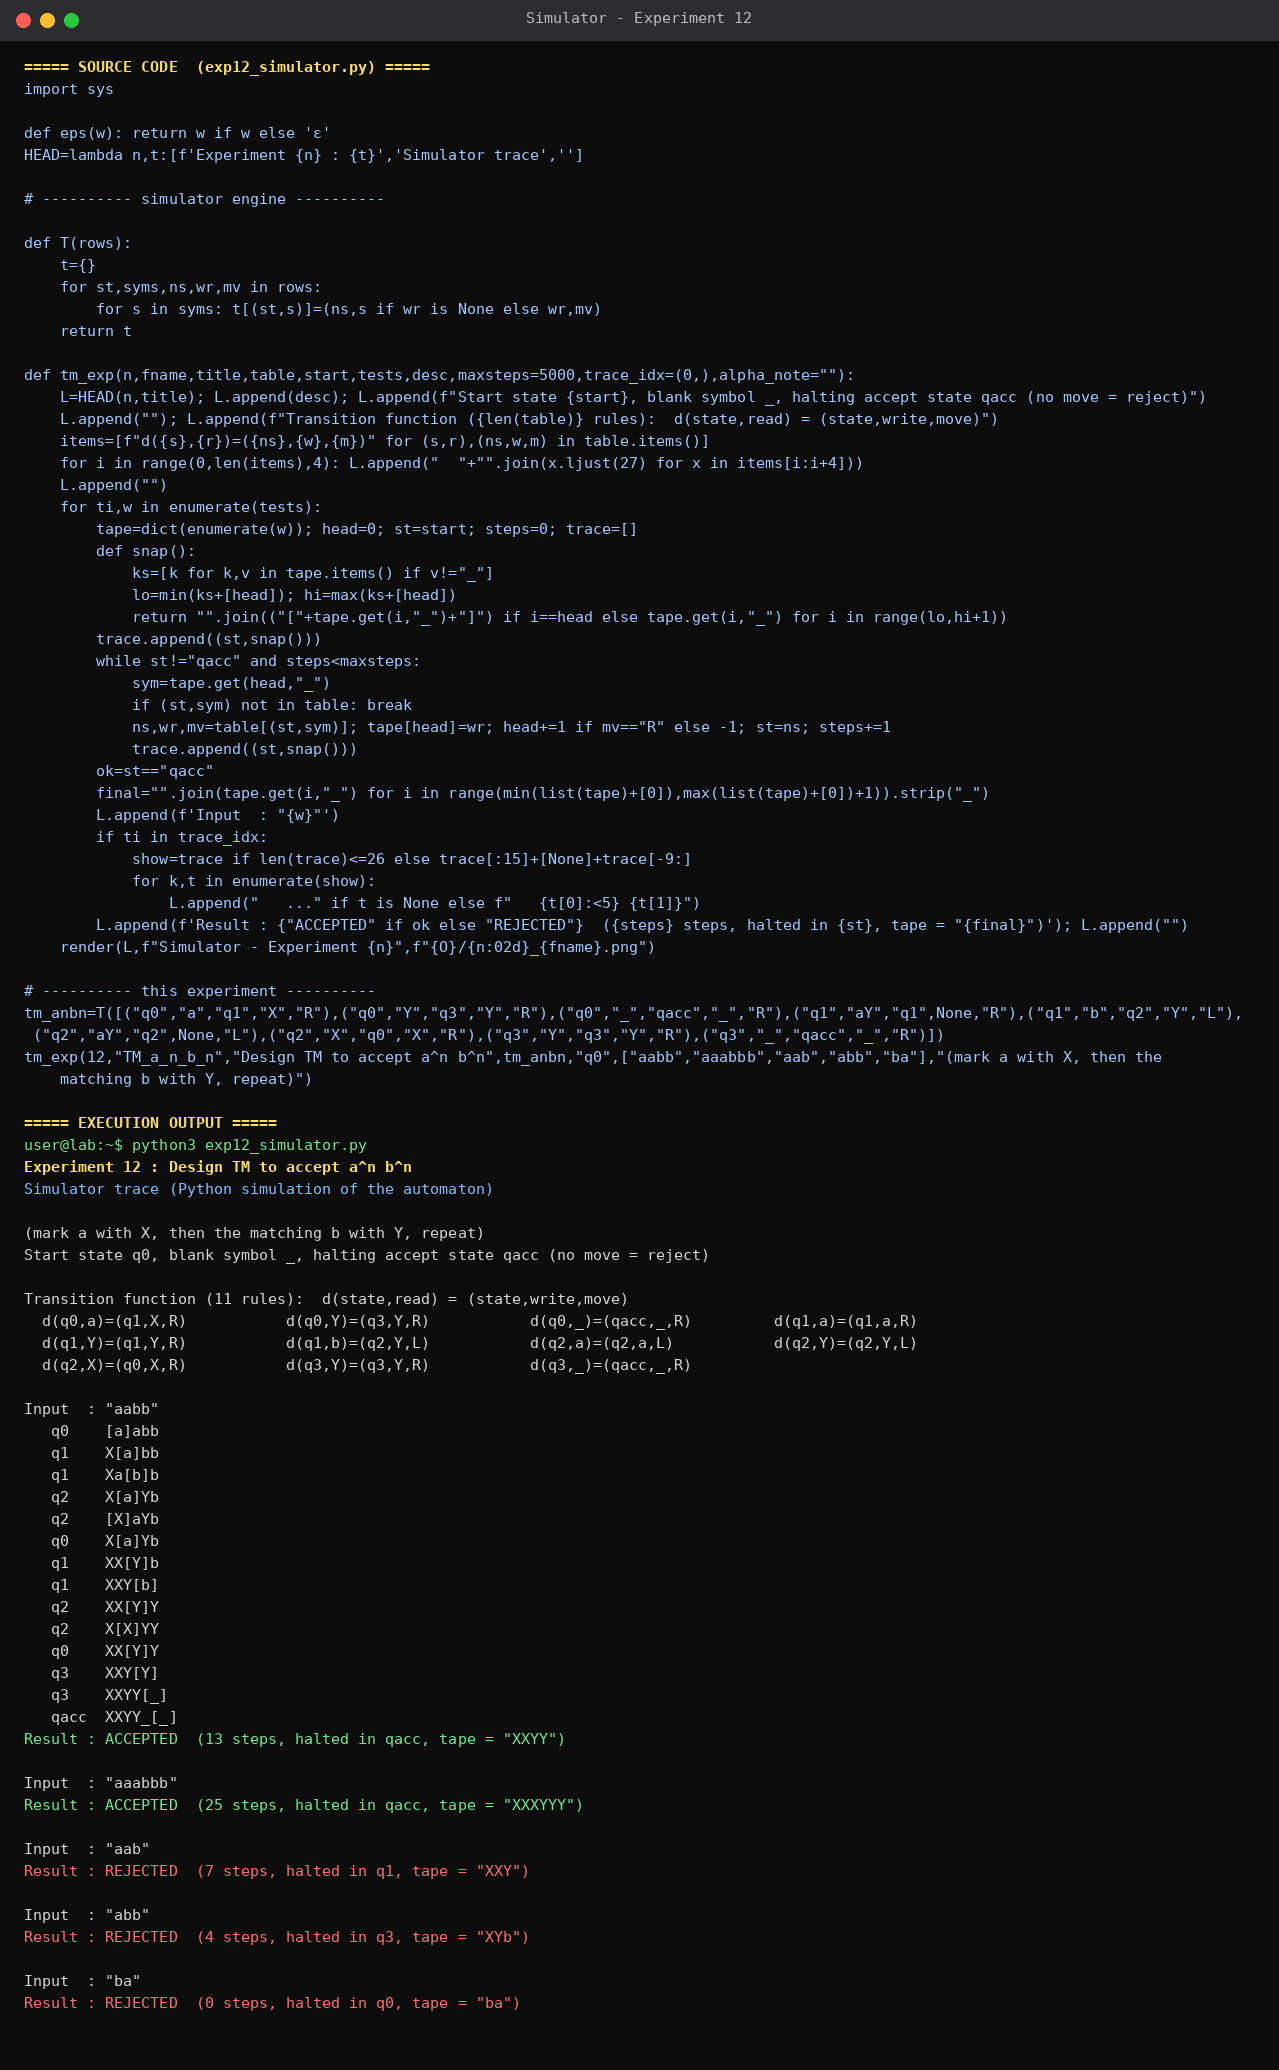 Simulator - Experiment 12
===== SOURCE CODE  (exp12_simulator.py) =====
import sys

def eps(w): return w if w else 'ε'
HEAD=lambda n,t:[f'Experiment {n} : {t}','Simulator trace','']

# ---------- simulator engine ----------

def T(rows):
    t={}
    for st,syms,ns,wr,mv in rows:
        for s in syms: t[(st,s)]=(ns,s if wr is None else wr,mv)
    return t

def tm_exp(n,fname,title,table,start,tests,desc,maxsteps=5000,trace_idx=(0,),alpha_note=""):
    L=HEAD(n,title); L.append(desc); L.append(f"Start state {start}, blank symbol _, halting accept state qacc (no move = reject)")
    L.append(""); L.append(f"Transition function ({len(table)} rules):  d(state,read) = (state,write,move)")
    items=[f"d({s},{r})=({ns},{w},{m})" for (s,r),(ns,w,m) in table.items()]
    for i in range(0,len(items),4): L.append("  "+"".join(x.ljust(27) for x in items[i:i+4]))
    L.append("")
    for ti,w in enumerate(tests):
        tape=dict(enumerate(w)); head=0; st=start; steps=0; trace=[]
        def snap():
            ks=[k for k,v in tape.items() if v!="_"]
            lo=min(ks+[head]); hi=max(ks+[head])
            return "".join(("["+tape.get(i,"_")+"]") if i==head else tape.get(i,"_") for i in range(lo,hi+1))
        trace.append((st,snap()))
        while st!="qacc" and steps<maxsteps:
            sym=tape.get(head,"_")
            if (st,sym) not in table: break
            ns,wr,mv=table[(st,sym)]; tape[head]=wr; head+=1 if mv=="R" else -1; st=ns; steps+=1
            trace.append((st,snap()))
        ok=st=="qacc"
        final="".join(tape.get(i,"_") for i in range(min(list(tape)+[0]),max(list(tape)+[0])+1)).strip("_")
        L.append(f'Input  : "{w}"')
        if ti in trace_idx:
            show=trace if len(trace)<=26 else trace[:15]+[None]+trace[-9:]
            for k,t in enumerate(show):
                L.append("   ..." if t is None else f"   {t[0]:<5} {t[1]}")
        L.append(f'Result : {"ACCEPTED" if ok else "REJECTED"}  ({steps} steps, halted in {st}, tape = "{final}")'); L.append("")
    render(L,f"Simulator - Experiment {n}",f"{O}/{n:02d}_{fname}.png")

# ---------- this experiment ----------
tm_anbn=T([("q0","a","q1","X","R"),("q0","Y","q3","Y","R"),("q0","_","qacc","_","R"),("q1","aY","q1",None,"R"),("q1","b","q2","Y","L"),
 ("q2","aY","q2",None,"L"),("q2","X","q0","X","R"),("q3","Y","q3","Y","R"),("q3","_","qacc","_","R")])
tm_exp(12,"TM_a_n_b_n","Design TM to accept a^n b^n",tm_anbn,"q0",["aabb","aaabbb","aab","abb","ba"],"(mark a with X, then the
    matching b with Y, repeat)")

===== EXECUTION OUTPUT =====
user@lab:~$ python3 exp12_simulator.py
Experiment 12 : Design TM to accept a^n b^n
Simulator trace (Python simulation of the automaton)

(mark a with X, then the matching b with Y, repeat)
Start state q0, blank symbol _, halting accept state qacc (no move = reject)

Transition function (11 rules):  d(state,read) = (state,write,move)
  d(q0,a)=(q1,X,R)           d(q0,Y)=(q3,Y,R)           d(q0,_)=(qacc,_,R)         d(q1,a)=(q1,a,R)
  d(q1,Y)=(q1,Y,R)           d(q1,b)=(q2,Y,L)           d(q2,a)=(q2,a,L)           d(q2,Y)=(q2,Y,L)
  d(q2,X)=(q0,X,R)           d(q3,Y)=(q3,Y,R)           d(q3,_)=(qacc,_,R)

Input  : "aabb"
   q0    [a]abb
   q1    X[a]bb
   q1    Xa[b]b
   q2    X[a]Yb
   q2    [X]aYb
   q0    X[a]Yb
   q1    XX[Y]b
   q1    XXY[b]
   q2    XX[Y]Y
   q2    X[X]YY
   q0    XX[Y]Y
   q3    XXY[Y]
   q3    XXYY[_]
   qacc  XXYY_[_]
Result : ACCEPTED  (13 steps, halted in qacc, tape = "XXYY")

Input  : "aaabbb"
Result : ACCEPTED  (25 steps, halted in qacc, tape = "XXXYYY")

Input  : "aab"
Result : REJECTED  (7 steps, halted in q1, tape = "XXY")

Input  : "abb"
Result : REJECTED  (4 steps, halted in q3, tape = "XYb")

Input  : "ba"
Result : REJECTED  (0 steps, halted in q0, tape = "ba")